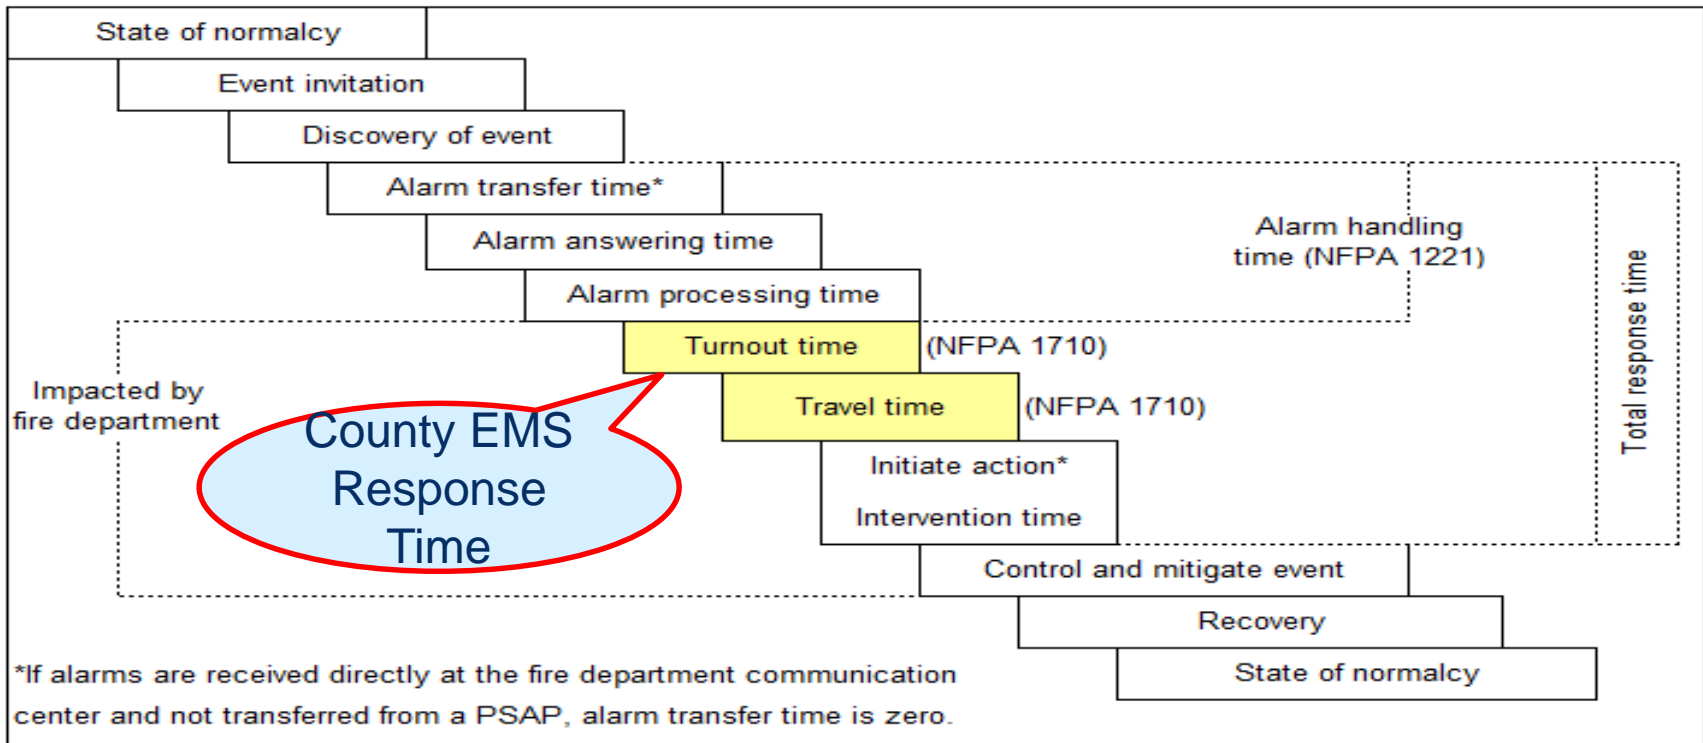 State of normalcy
Event invitation
Discovery of event
Alarm transfer time*
Alarm answering time
Alarm handling
time (NFPA 1221)
Alarm processing time
Turnout time
(NFPA 1710)
Impacted by
fire department
Travel time
(NFPA 1710)
County EMS
Response
Time
Total response time
Initiate action*
Intervention time
Control and mitigate event
Recovery
State of normalcy
*If alarms are received directly at the fire department communication
center and not transferred from a PSAP, alarm transfer time is zero.